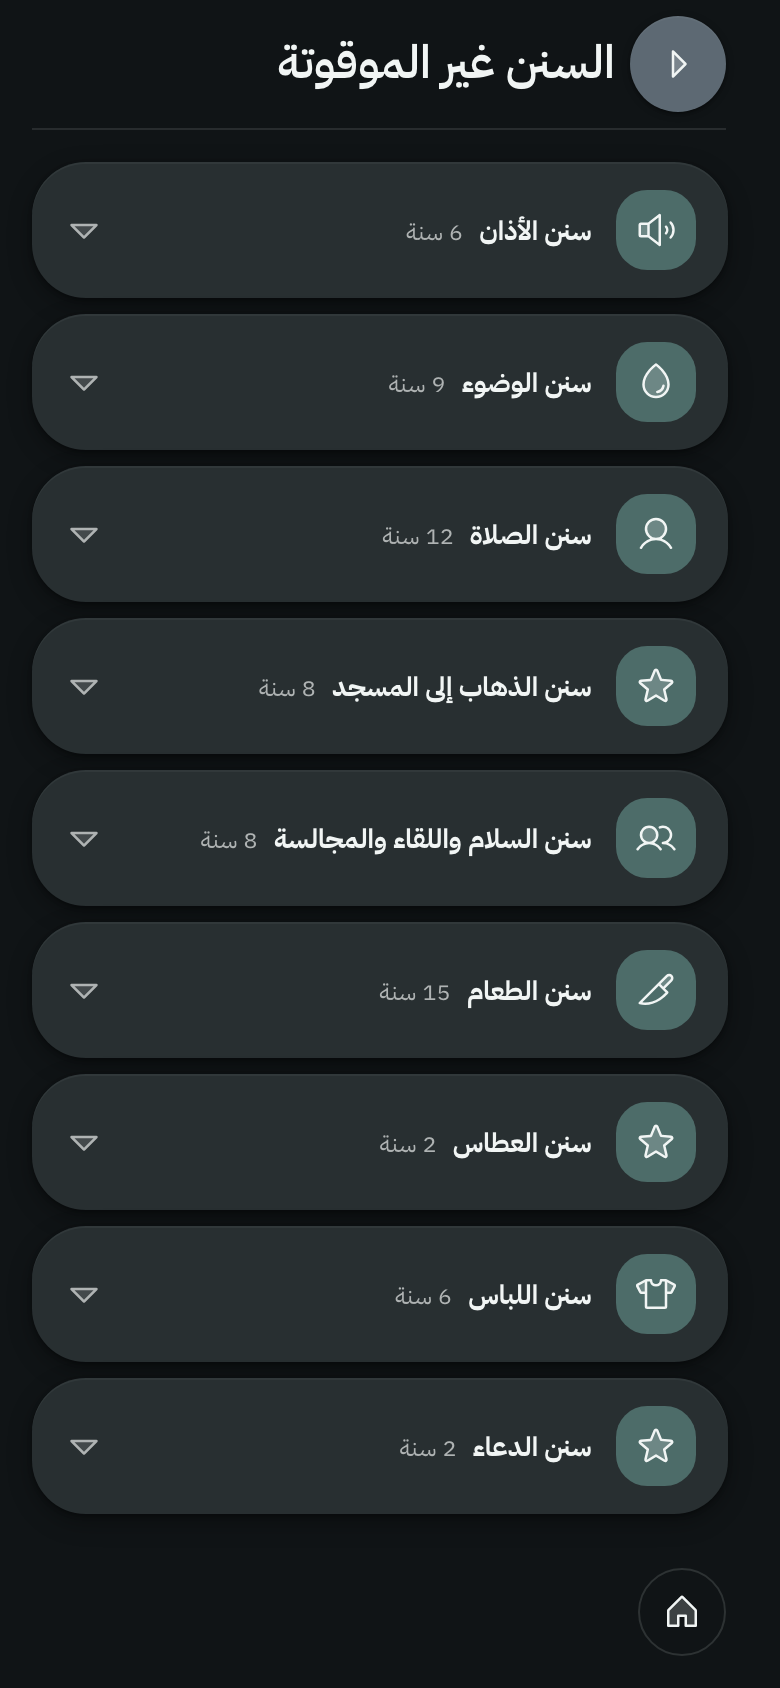 السنن غير الموقوتة
سنن الأذان 6 سنة
سنن الوضوء 9 سنة
سنن الصلاة 12 سنة
سنن الذهاب إلى المسجد 8 سنة
سنن السلام واللقاء والمجالسة 8 سنة
سنن الطعام 15 سنة
سنن العطاس 2 سنة
سنن اللباس 6 سنة
سنن الدعاء 2 سنة